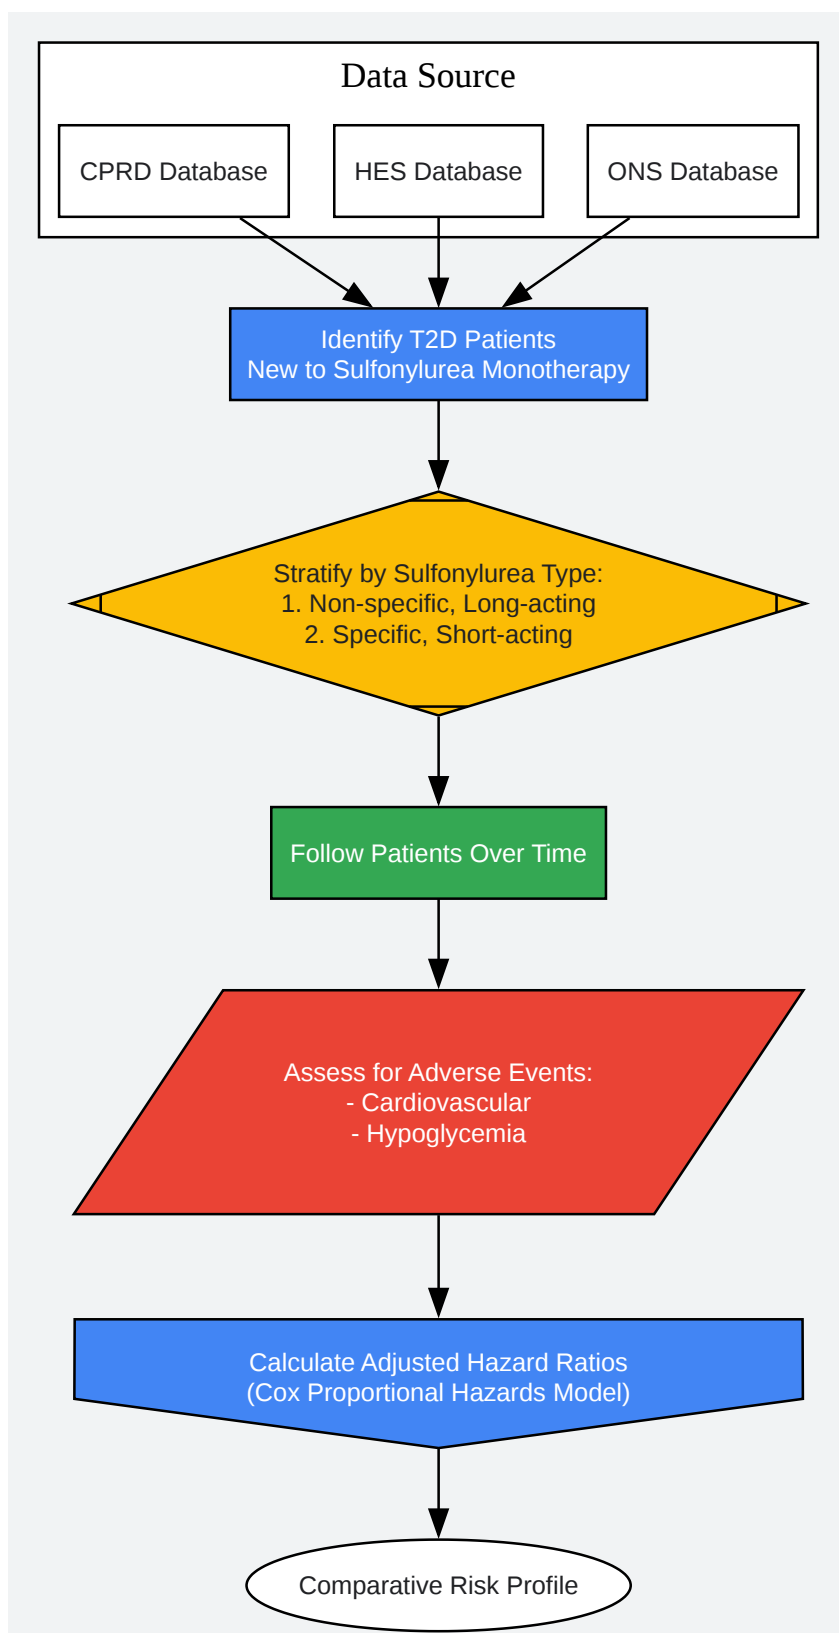 Data Source
CPRD Database
HES Database
ONS Database
Identify T2D Patients
New to Sulfonylurea Monotherapy
Stratify by Sulfonylurea Type:
1. Non-specific, Long-acting
2. Specific, Short-acting
Follow Patients Over Time
Assess for Adverse Events:
- Cardiovascular
- Hypoglycemia
Calculate Adjusted Hazard Ratios
(Cox Proportional Hazards Model)
Comparative Risk Profile